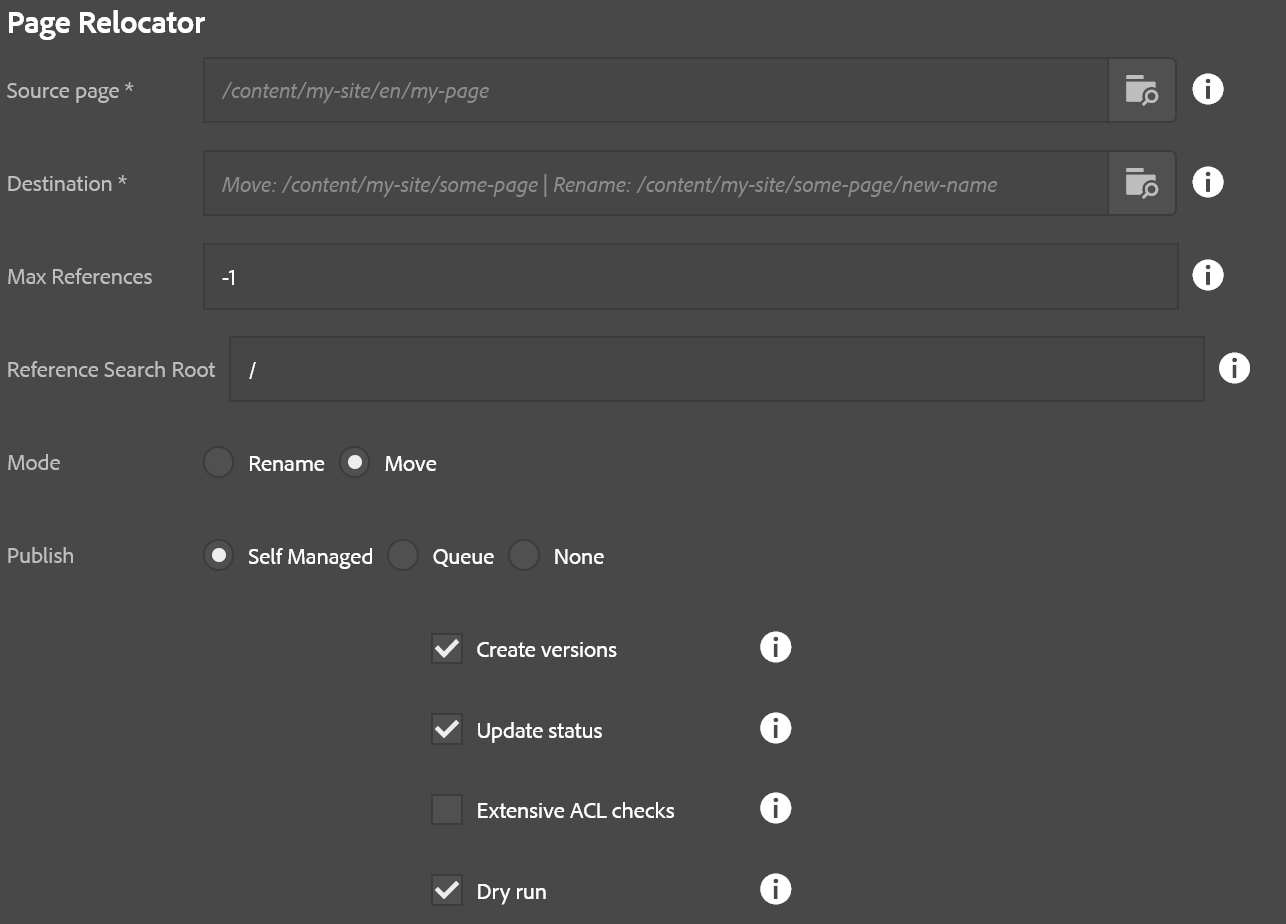 Page Relocator
Source page * /content/my-site/en/my-page
Destination * Move: /content/my-site/some-page | Rename: /content/my-site/some-page/new-name
Max References -1
Reference Search Root /
Mode Rename Move
Publish Self Managed Queue None
Create versions
Update status
Extensive ACL checks
Dry run